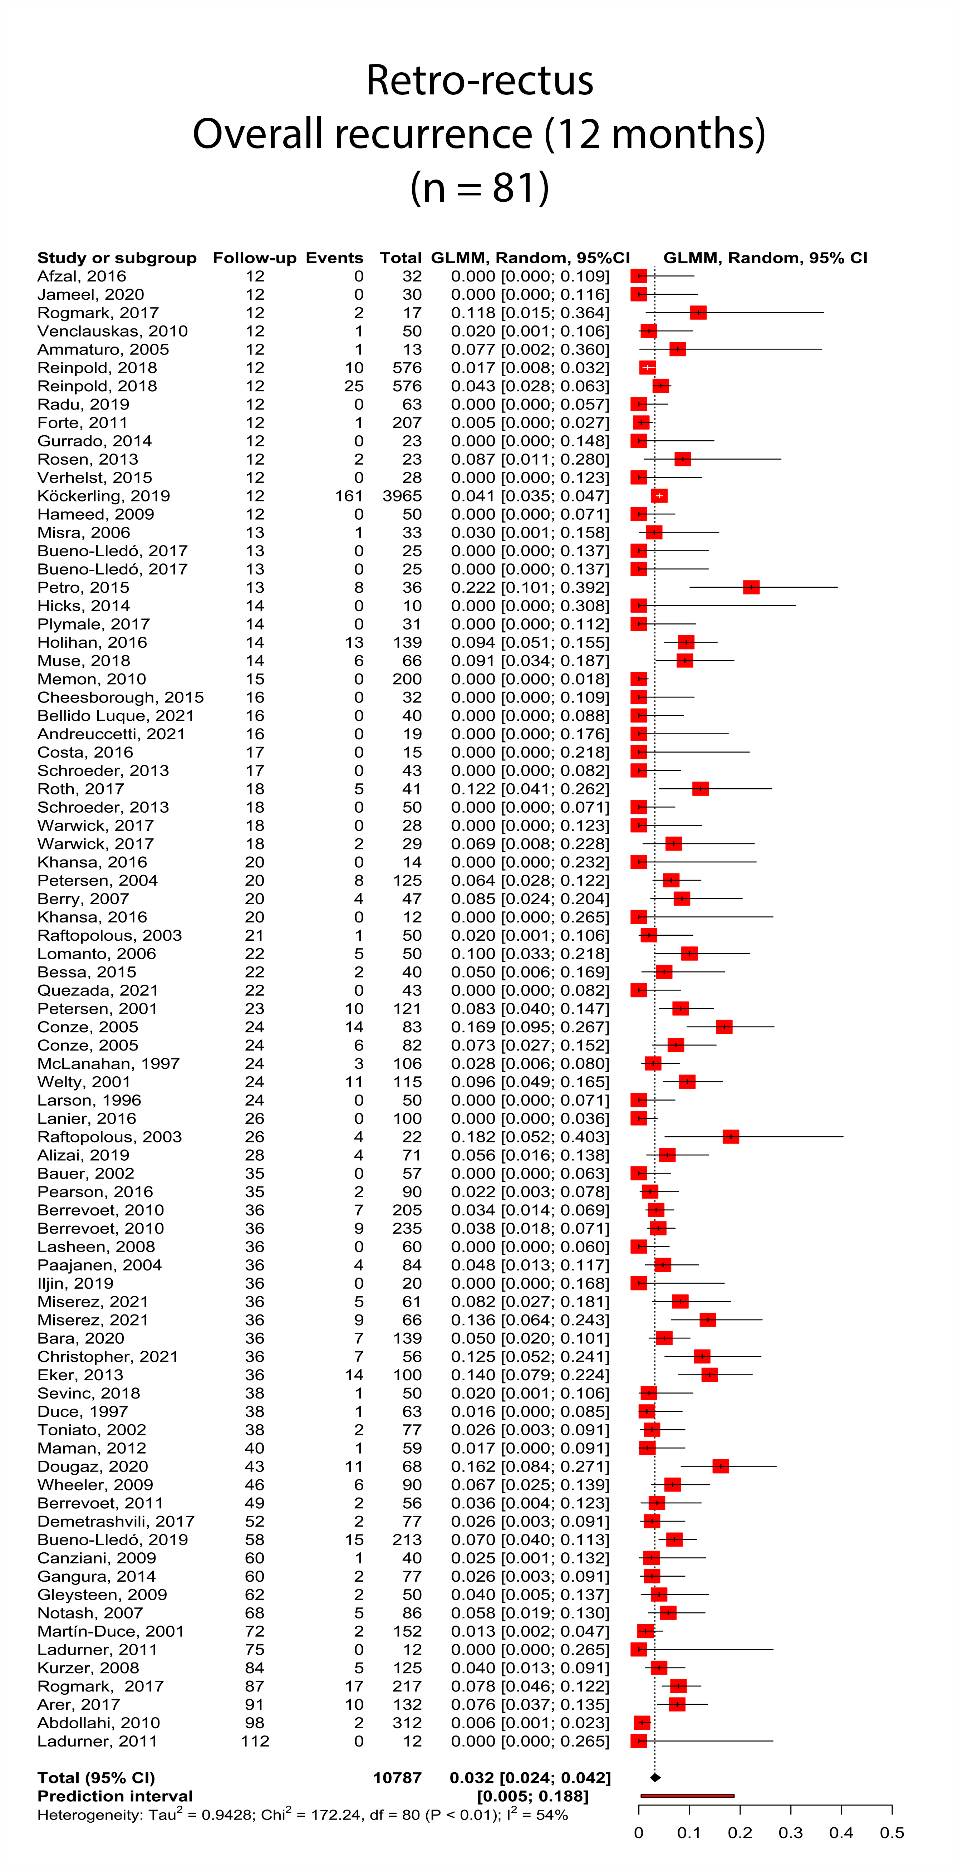 Retro-rectus
Overall recurrence (12 months)
(n = 81)
Study or subgroup Follow-up Events Total GLMM, Random, 95%CI GLMM, Random, 95% CI
Afzal, 2016 12 0 32 0.000 [0.000; 0.109]
Jameel, 2020 12 0 30 0.000 [0.000; 0.116]
Rogmark, 2017 12 2 17 0.118 [0.015; 0.364]
Venclauskas, 2010 12 1 50 0.020 [0.001; 0.106]
Ammaturo, 2005 12 1 13 0.077 [0.002; 0.360]
Reinpold, 2018 12 10 576 0.017 [0.008; 0.032]
Reinpold, 2018 12 25 576 0.043 [0.028; 0.063]
Radu, 2019 12 0 63 0.000 [0.000; 0.057]
Forte, 2011 12 1 207 0.005 [0.000; 0.027]
Gurrado, 2014 12 0 23 0.000 [0.000; 0.148]
Rosen, 2013 12 2 23 0.087 [0.011; 0.280]
Verhelst, 2015 12 0 28 0.000 [0.000; 0.123]
Köckerling, 2019 12 161 3965 0.041 [0.035; 0.047]
Hameed, 2009 12 0 50 0.000 [0.000; 0.071]
Misra, 2006 13 1 33 0.030 [0.001; 0.158]
Bueno-Lledó, 2017 13 0 25 0.000 [0.000; 0.137]
Bueno-Lledó, 2017 13 0 25 0.000 [0.000; 0.137]
Petro, 2015 13 8 36 0.222 [0.101; 0.392]
Hicks, 2014 14 0 10 0.000 [0.000; 0.308]
Plymale, 2017 14 0 31 0.000 [0.000; 0.112]
Holihan, 2016 14 13 139 0.094 [0.051; 0.155]
Muse, 2018 14 6 66 0.091 [0.034; 0.187]
Memon, 2010 15 0 200 0.000 [0.000; 0.018]
Cheesborough, 2015 16 0 32 0.000 [0.000; 0.109]
Bellido Luque, 2021 16 0 40 0.000 [0.000; 0.088]
Andreuccetti, 2021 16 0 19 0.000 [0.000; 0.176]
Costa, 2016 17 0 15 0.000 [0.000; 0.218]
Schroeder, 2013 17 0 43 0.000 [0.000; 0.082]
Roth, 2017 18 5 41 0.122 [0.041; 0.262]
Schroeder, 2013 18 0 50 0.000 [0.000; 0.071]
Warwick, 2017 18 0 28 0.000 [0.000; 0.123]
Warwick, 2017 18 2 29 0.069 [0.008; 0.228]
Khansa, 2016 20 0 14 0.000 [0.000; 0.232]
Petersen, 2004 20 8 125 0.064 [0.028; 0.122]
Berry, 2007 20 4 47 0.085 [0.024; 0.204]
Khansa, 2016 20 0 12 0.000 [0.000; 0.265]
Raftopolous, 2003 21 1 50 0.020 [0.001; 0.106]
Lomanto, 2006 22 5 50 0.100 [0.033; 0.218]
Bessa, 2015 22 2 40 0.050 [0.006; 0.169]
Quezada, 2021 22 0 43 0.000 [0.000; 0.082]
Petersen, 2001 23 10 121 0.083 [0.040; 0.147]
Conze, 2005 24 14 83 0.169 [0.095; 0.267]
Conze, 2005 24 6 82 0.073 [0.027; 0.152]
McLanahan, 1997 24 3 106 0.028 [0.006; 0.080]
Welty, 2001 24 11 115 0.096 [0.049; 0.165]
Larson, 1996 24 0 50 0.000 [0.000; 0.071]
Lanier, 2016 26 0 100 0.000 [0.000; 0.036]
Raftopolous, 2003 26 4 22 0.182 [0.052; 0.403]
Alizai, 2019 28 4 71 0.056 [0.016; 0.138]
Bauer, 2002 35 0 57 0.000 [0.000; 0.063]
Pearson, 2016 35 2 90 0.022 [0.003; 0.078]
Berrevoet, 2010 36 7 205 0.034 [0.014; 0.069]
Berrevoet, 2010 36 9 235 0.038 [0.018; 0.071]
Lasheen, 2008 36 0 60 0.000 [0.000; 0.060]
Paajanen, 2004 36 4 84 0.048 [0.013; 0.117]
Iljin, 2019 36 0 20 0.000 [0.000; 0.168]
Miserez, 2021 36 5 61 0.082 [0.027; 0.181]
Miserez, 2021 36 9 66 0.136 [0.064; 0.243]
Bara, 2020 36 7 139 0.050 [0.020; 0.101]
Christopher, 2021 36 7 56 0.125 [0.052; 0.241]
Eker, 2013 36 14 100 0.140 [0.079; 0.224]
Sevinc, 2018 38 1 50 0.020 [0.001; 0.106]
Duce, 1997 38 1 63 0.016 [0.000; 0.085]
Toniato, 2002 38 2 77 0.026 [0.003; 0.091]
Maman, 2012 40 1 59 0.017 [0.000; 0.091]
Dougaz, 2020 43 11 68 0.162 [0.084; 0.271]
Wheeler, 2009 46 6 90 0.067 [0.025; 0.139]
Berrevoet, 2011 49 2 56 0.036 [0.004; 0.123]
Demetrashvili, 2017 52 2 77 0.026 [0.003; 0.091]
Bueno-Lledó, 2019 58 15 213 0.070 [0.040; 0.113]
Canziani, 2009 60 1 40 0.025 [0.001; 0.132]
Gangura, 2014 60 2 77 0.026 [0.003; 0.091]
Gleysteen, 2009 62 2 50 0.040 [0.005; 0.137]
Notash, 2007 68 5 86 0.058 [0.019; 0.130]
Martín-Duce, 2001 72 2 152 0.013 [0.002; 0.047]
Ladurner, 2011 75 0 12 0.000 [0.000; 0.265]
Kurzer, 2008 84 5 125 0.040 [0.013; 0.091]
Rogmark, 2017 87 17 217 0.078 [0.046; 0.122]
Arer, 2017 91 10 132 0.076 [0.037; 0.135]
Abdollahi, 2010 98 2 312 0.006 [0.001; 0.023]
Ladurner, 2011 112 0 12 0.000 [0.000; 0.265]
Total (95% CI) 10787 0.032 [0.024; 0.042]
Prediction interval [0.005; 0.188]
Heterogeneity: Tau² = 0.9428; Chi² = 172.24, df = 80 (P < 0.01); I² = 54%
0 0.1 0.2 0.3 0.4 0.5